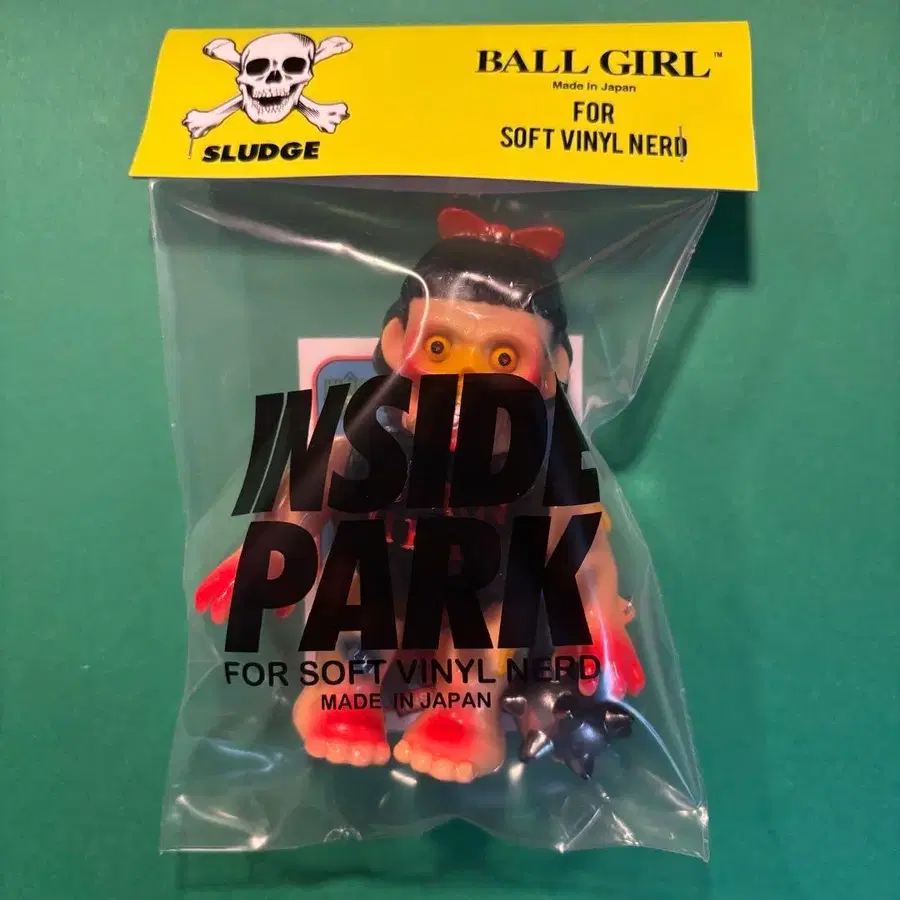 SLUDGE
BALL GIRL™
Made in Japan
FOR
SOFT VINYL NERD
INSIDE
PARK
FOR SOFT VINYL NERD
MADE IN JAPAN